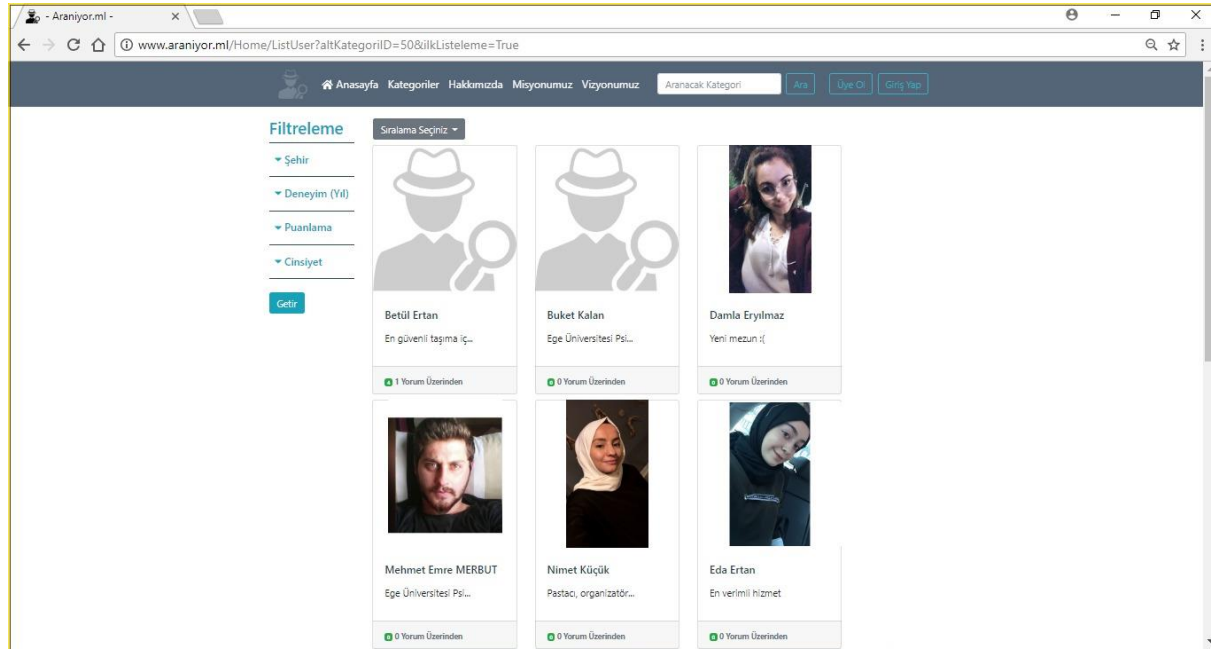 - Araniyor.ml -
www.araniyor.ml/Home/ListUser?altKategoriID=50&ilkListeleme=True
Anasayfa Kategoriler Hakkımızda Misyonumuz Vizyonumuz Aranacak Kategori Ara Üye Ol Giriş Yap
Filtreleme
Şehir
Deneyim (Yıl)
Puanlama
Cinsiyet
Getir
Sıralama Seçiniz
Betül Ertan
En güvenli taşıma iç...
1 Yorum Üzerinden
Buket Kalan
Ege Üniversitesi Psi...
0 Yorum Üzerinden
Damla Eryılmaz
Yeni mezun :(
0 Yorum Üzerinden
Mehmet Emre MERBUT
Ege Üniversitesi Psi...
0 Yorum Üzerinden
Nimet Küçük
Pastacı, organizatör...
0 Yorum Üzerinden
Eda Ertan
En verimli hizmet
0 Yorum Üzerinden